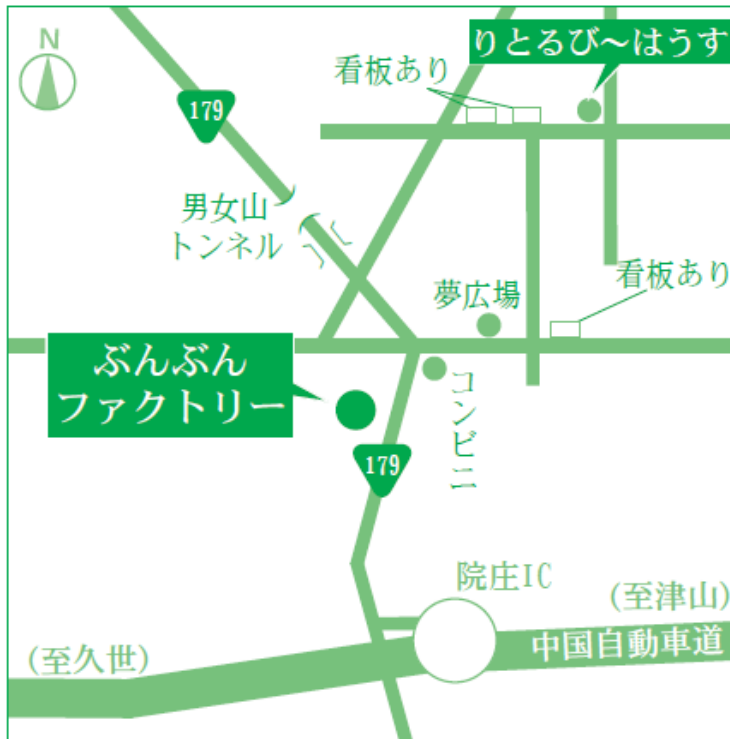 N
りとるび～はうす
看板あり
179
男女山
トンネル
夢広場
看板あり
ぶんぶん
ファクトリー
コンビニ
179
院庄IC
(至津山)
中国自動車道
(至久世)